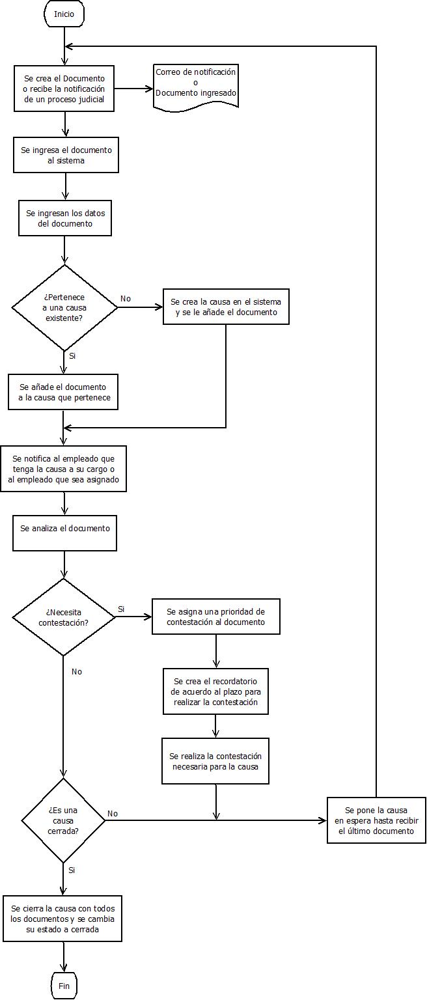 Inicio
Se crea el Documento
o recibe la notificación
de un proceso judicial
Correo de notificación
o
Documento ingresado
Se ingresa el documento
al sistema
Se ingresan los datos
del documento
¿Pertenece
a una causa
existente?
No
Se crea la causa en el sistema
y se le añade el documento
Si
Se añade el documento
a la causa que pertenece
Se notifica al empleado que
tenga la causa a su cargo o
al empleado que sea asignado
Se analiza el documento
¿Necesita
contestación?
Si
Se asigna una prioridad de
contestación al documento
No
Se crea el recordatorio
de acuerdo al plazo para
realizar la contestación
Se realiza la contestación
necesaria para la causa
¿Es una
causa
cerrada?
No
Se pone la causa
en espera hasta recibir
el último documento
Si
Se cierra la causa con todos
los documentos y se cambia
su estado a cerrada
Fin